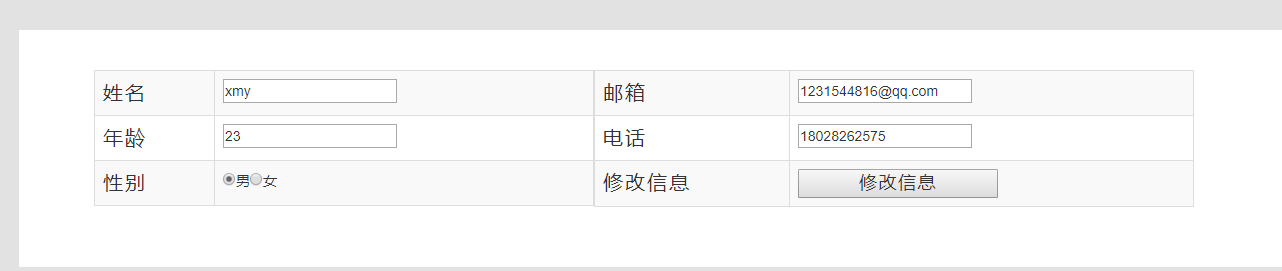 姓名 xmy 邮箱 1231544816@qq.com
年龄 23 电话 18028262575
性别 男 女 修改信息 修改信息